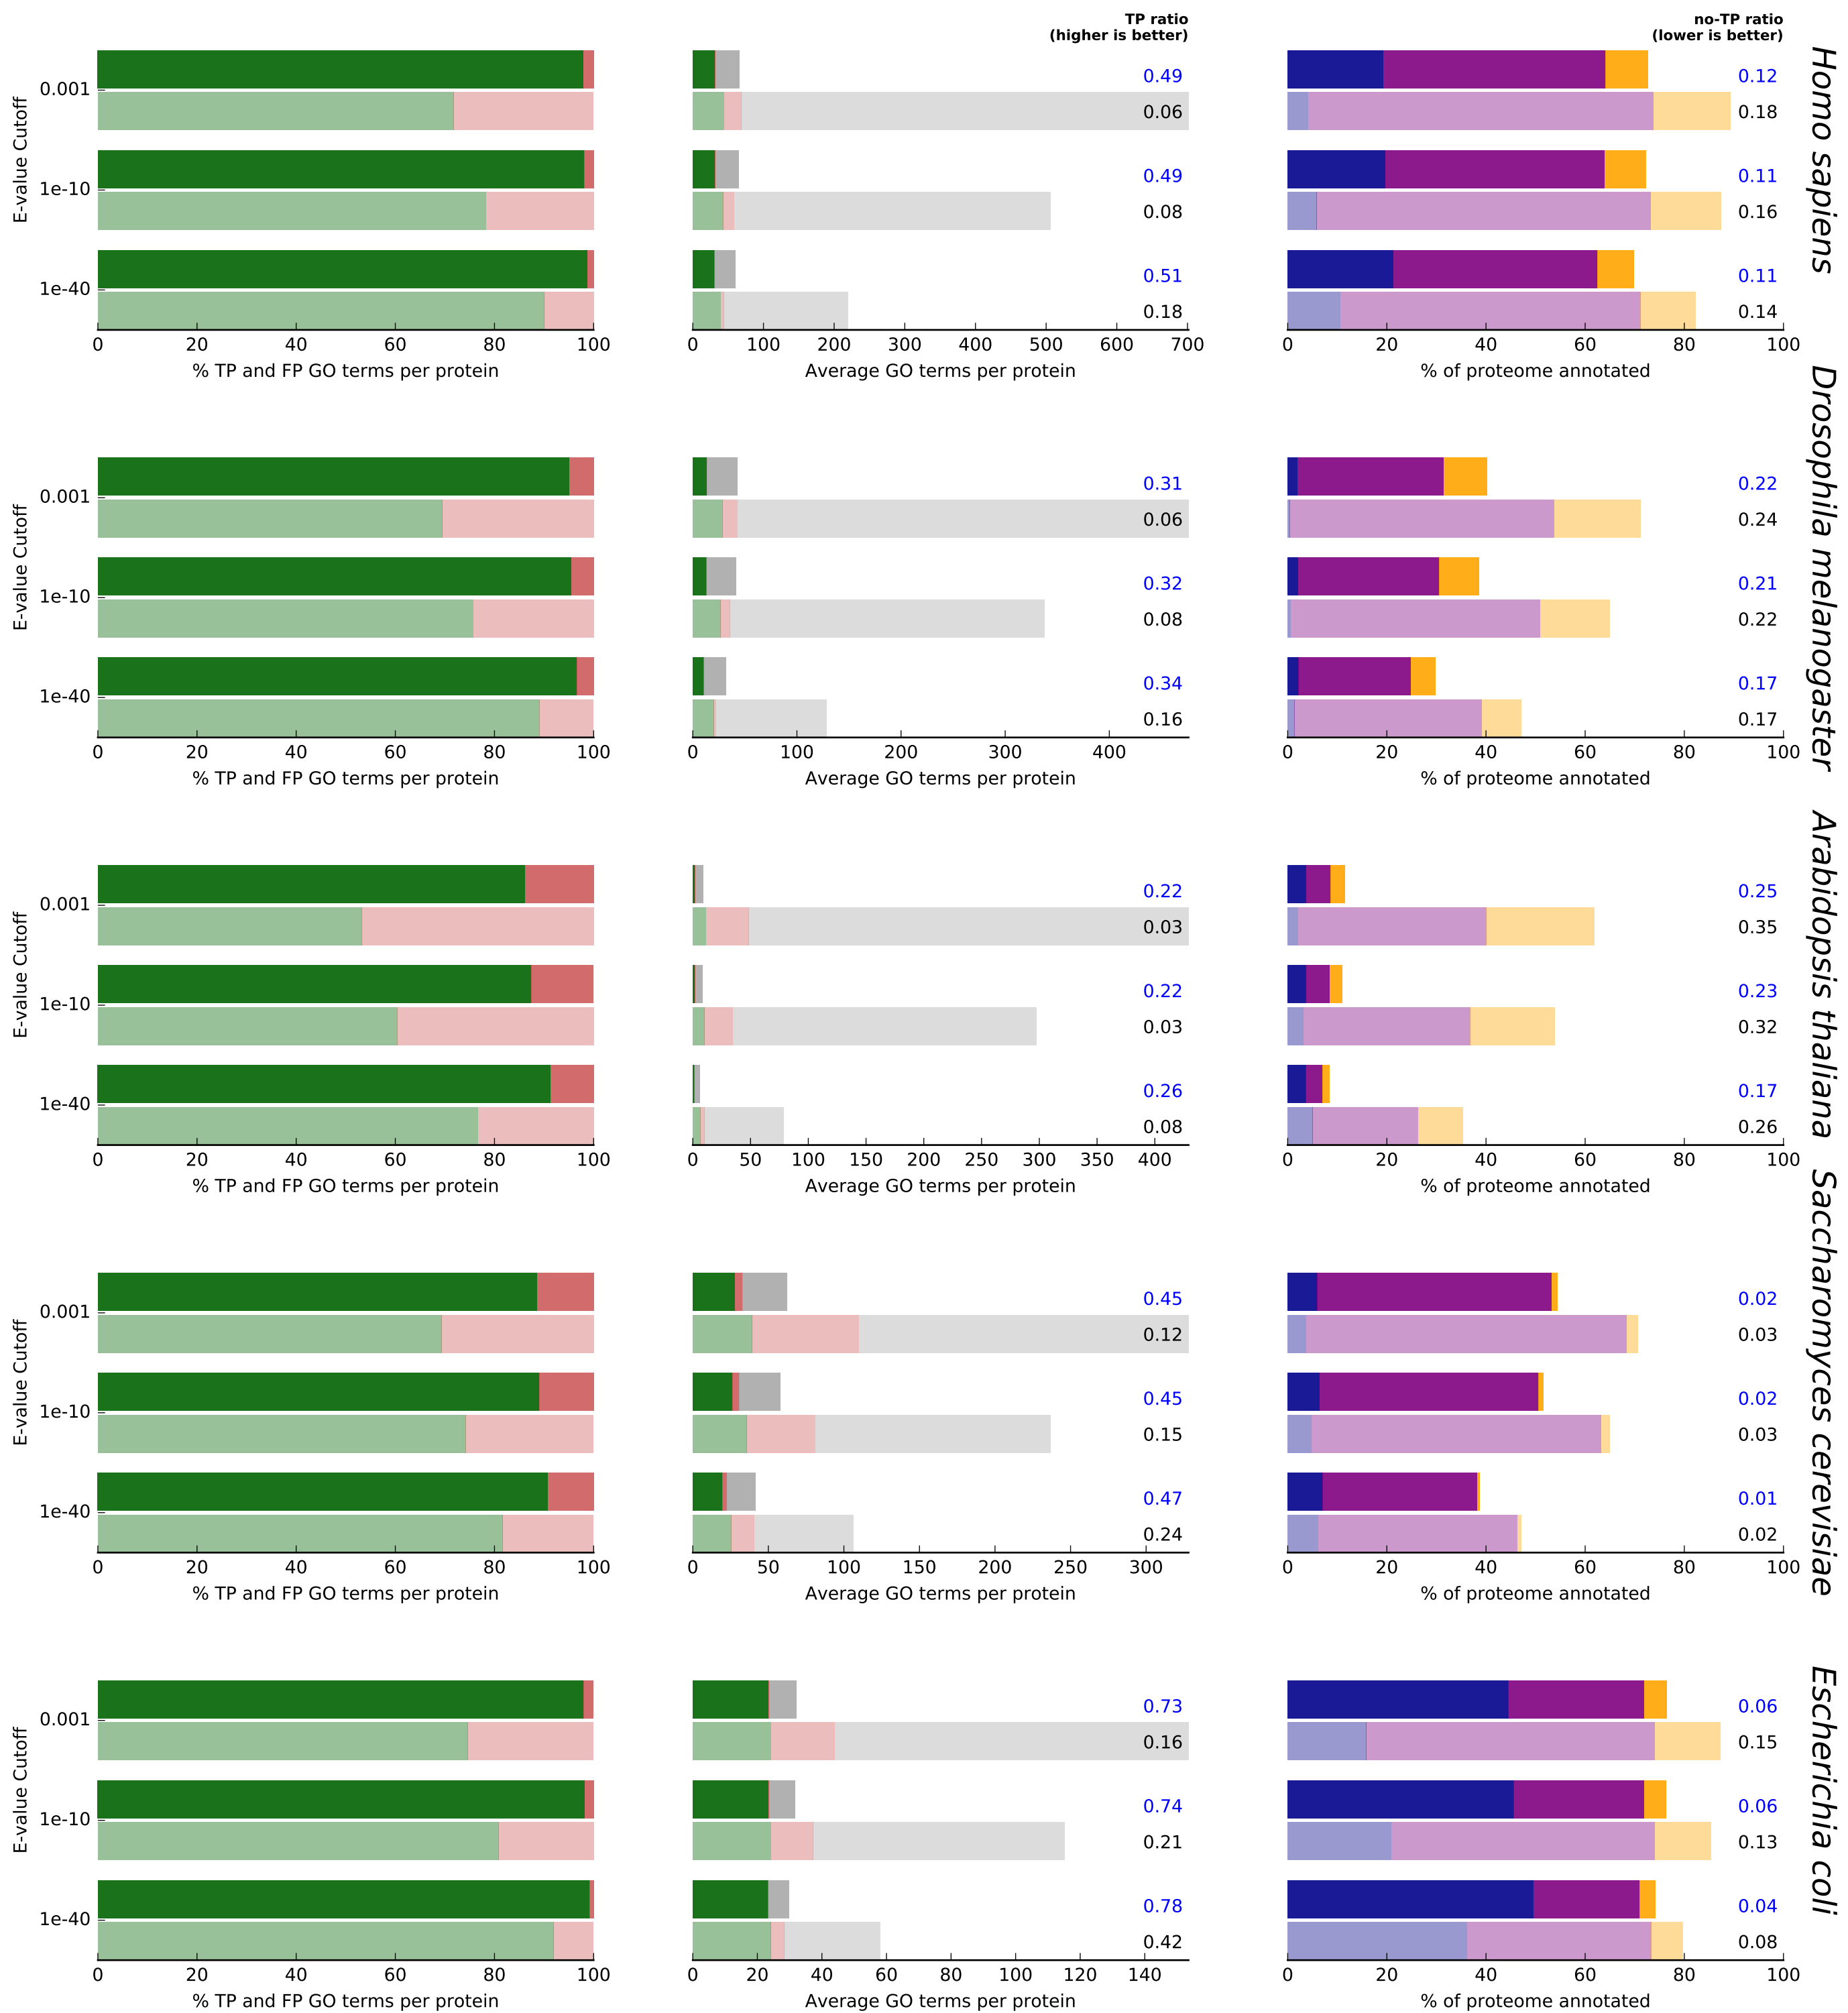 TP ratio
(higher is better)
no-TP ratio
(lower is better)
Homo sapiens
E-value Cutoff
0.001
1e-10
1e-40
0.49
0.06
0.49
0.08
0.51
0.18
0.12
0.18
0.11
0.16
0.11
0.14
0 20 40 60 80 100
% TP and FP GO terms per protein
0 100 200 300 400 500 600 700
Average GO terms per protein
0 20 40 60 80 100
% of proteome annotated
Drosophila melanogaster
E-value Cutoff
0.001
1e-10
1e-40
0.31
0.06
0.32
0.08
0.34
0.16
0.22
0.24
0.21
0.22
0.17
0.17
0 20 40 60 80 100
% TP and FP GO terms per protein
0 100 200 300 400
Average GO terms per protein
0 20 40 60 80 100
% of proteome annotated
Arabidopsis thaliana
E-value Cutoff
0.001
1e-10
1e-40
0.22
0.03
0.22
0.03
0.26
0.08
0.25
0.35
0.23
0.32
0.17
0.26
0 20 40 60 80 100
% TP and FP GO terms per protein
0 50 100 150 200 250 300 350 400
Average GO terms per protein
0 20 40 60 80 100
% of proteome annotated
Saccharomyces cerevisiae
E-value Cutoff
0.001
1e-10
1e-40
0.45
0.12
0.45
0.15
0.47
0.24
0.02
0.03
0.02
0.03
0.01
0.02
0 20 40 60 80 100
% TP and FP GO terms per protein
0 50 100 150 200 250 300
Average GO terms per protein
0 20 40 60 80 100
% of proteome annotated
Escherichia coli
E-value Cutoff
0.001
1e-10
1e-40
0.73
0.16
0.74
0.21
0.78
0.42
0.06
0.15
0.06
0.13
0.04
0.08
0 20 40 60 80 100
% TP and FP GO terms per protein
0 20 40 60 80 100 120 140
Average GO terms per protein
0 20 40 60 80 100
% of proteome annotated